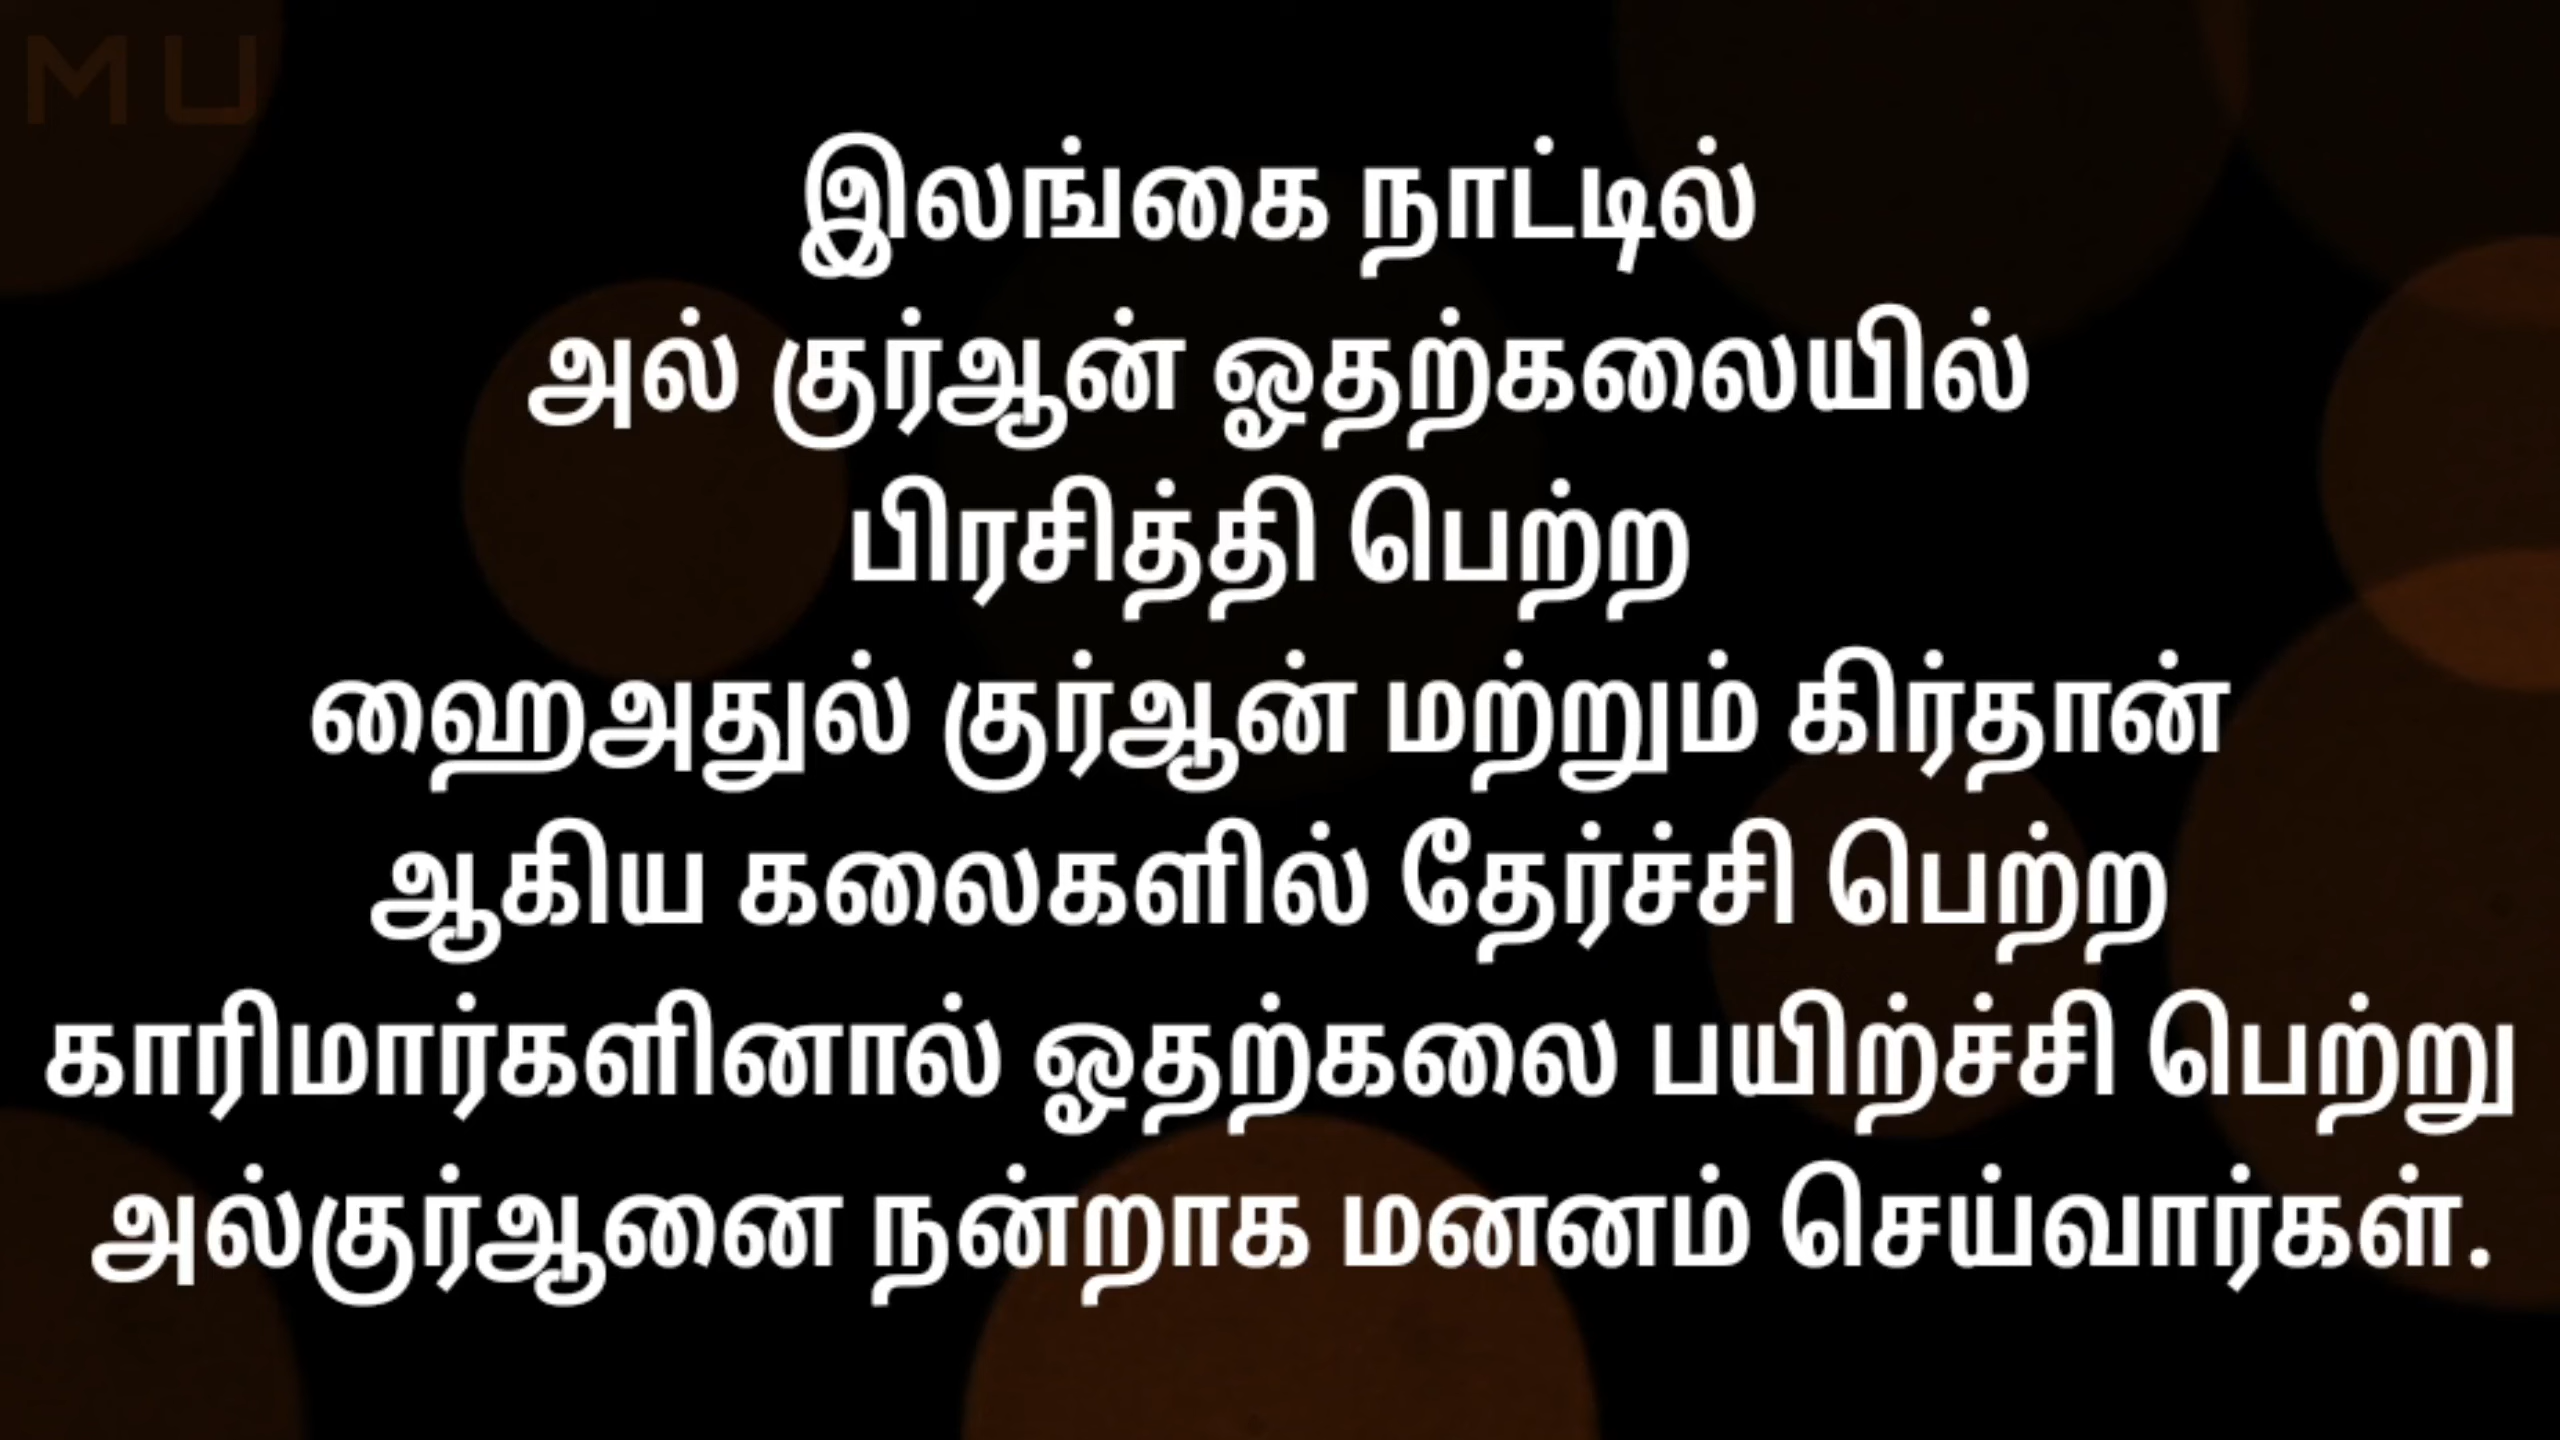 MU
இலங்கை நாட்டில்
அல் குர்ஆன் ஓதற்கலையில்
பிரசித்தி பெற்ற
ஹைஅதுல் குர்ஆன் மற்றும் கிர்தான்
ஆகிய கலைகளில் தேர்ச்சி பெற்ற
காரிமார்களினால் ஓதற்கலை பயிற்ச்சி பெற்று
அல்குர்ஆனை நன்றாக மனனம் செய்வார்கள்.